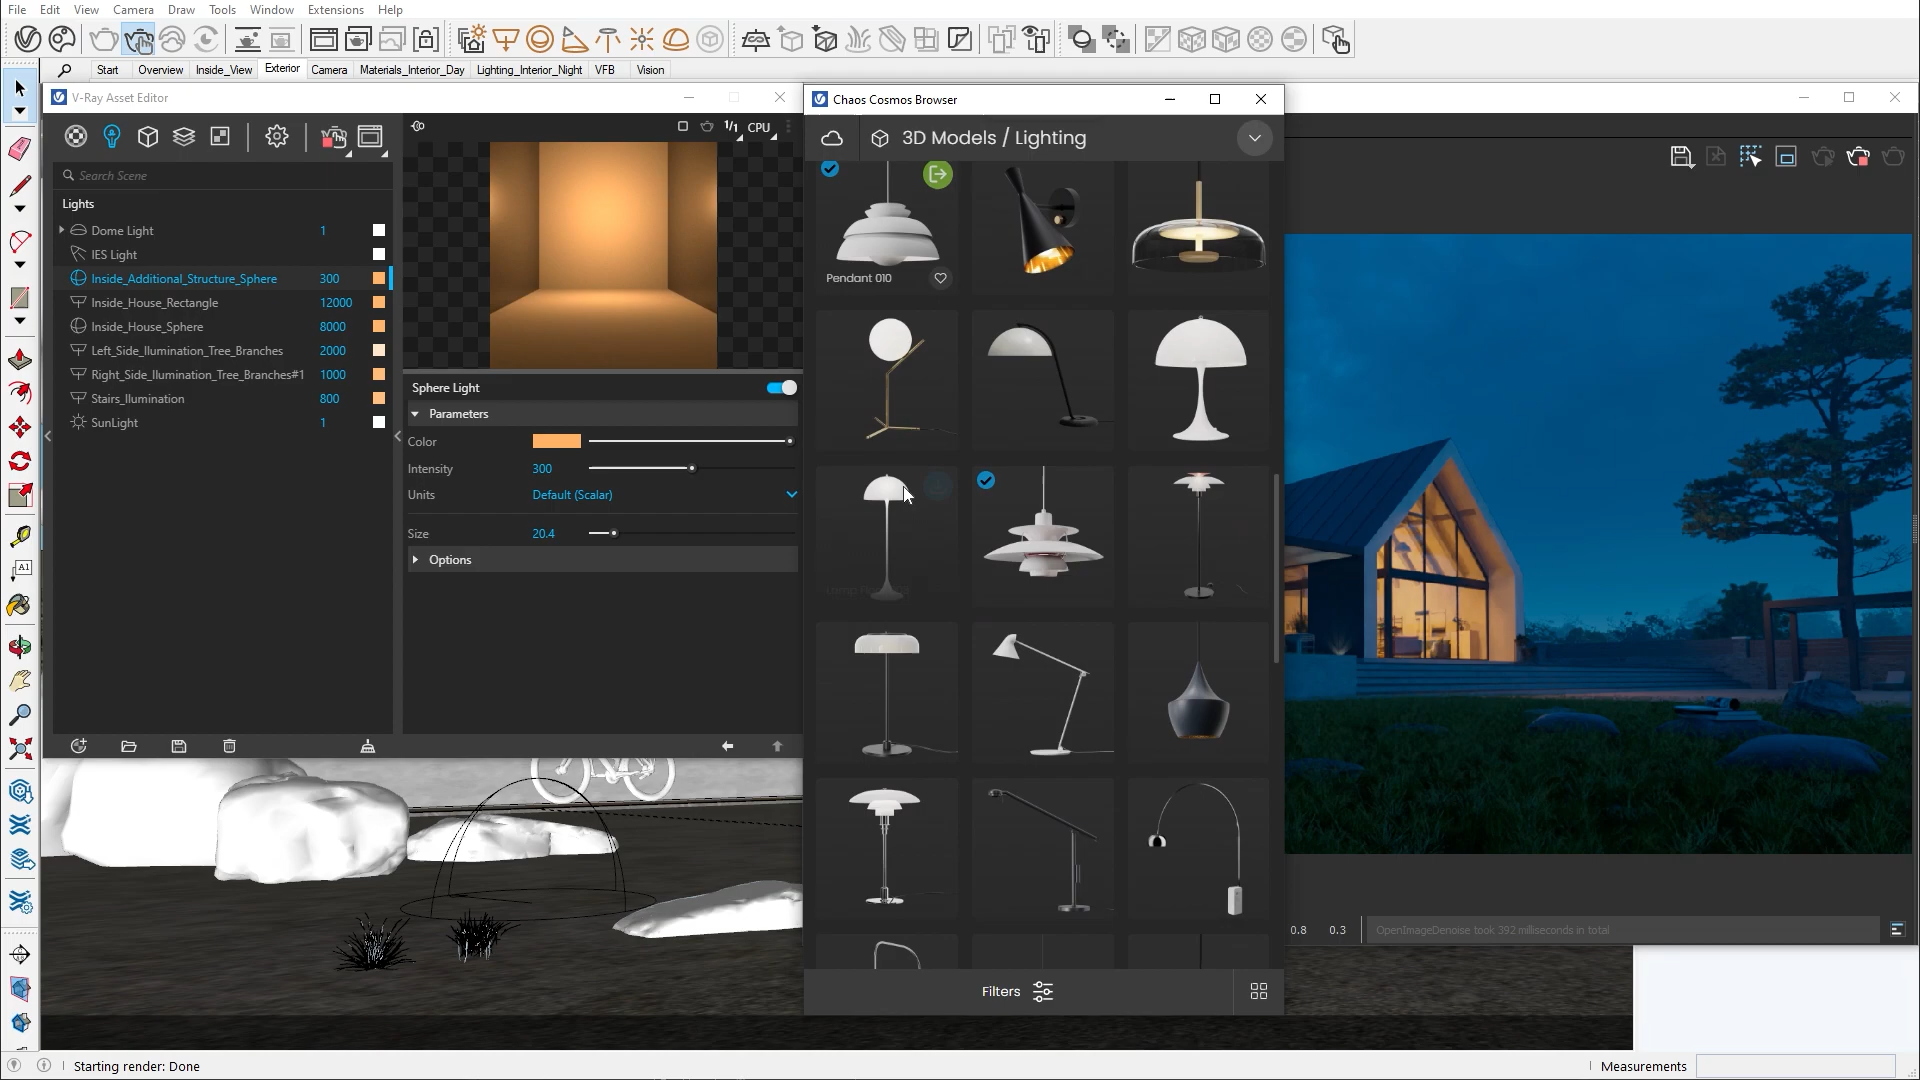 File Edit View Camera Draw Tools Window Extensions Help
Start Overview Inside_View Exterior Camera Materials_Interior_Day Lighting_Interior_Night VFB Vision
V-Ray Asset Editor
Chaos Cosmos Browser
1/1 CPU
3D Models / Lighting
Search Scene
Lights
Dome Light 1
IES Light
Inside_Additional_Structure_Sphere 300
Inside_House_Rectangle 12000
Inside_House_Sphere 8000
Left_Side_Ilumination_Tree_Branches 2000
Right_Side_Ilumination_Tree_Branches#1 1000
Stairs_Ilumination 800
SunLight 1
Sphere Light
Parameters
Color
Intensity 300
Units Default (Scalar)
Size 20.4
Options
Pendant 010
A1
0.8 0.3 OpenImageDenoise took 392 milliseconds in total
Filters
Starting render: Done
Measurements